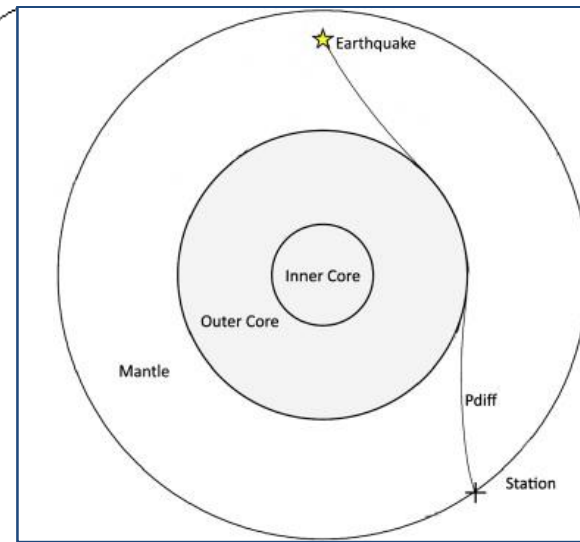 Earthquake
Inner Core
Outer Core
Mantle
Pdiff
Station